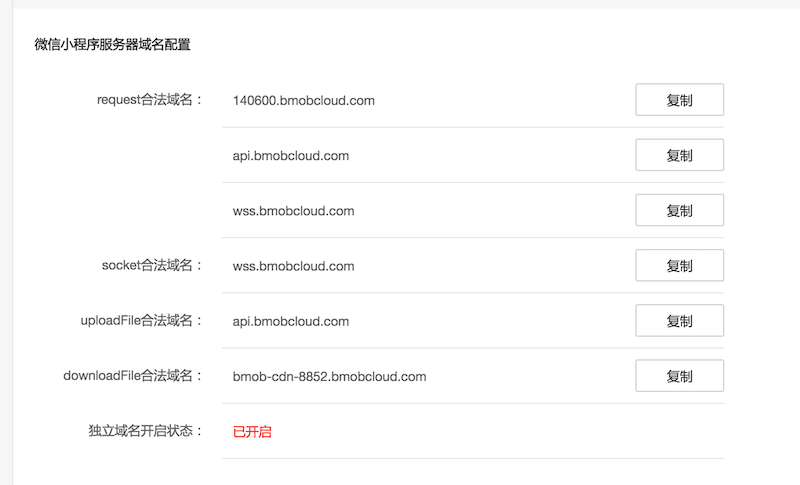 微信小程序服务器域名配置
request合法域名： 140600.bmobcloud.com 复制
api.bmobcloud.com 复制
wss.bmobcloud.com 复制
socket合法域名： wss.bmobcloud.com 复制
uploadFile合法域名： api.bmobcloud.com 复制
downloadFile合法域名： bmob-cdn-8852.bmobcloud.com 复制
独立域名开启状态： 已开启